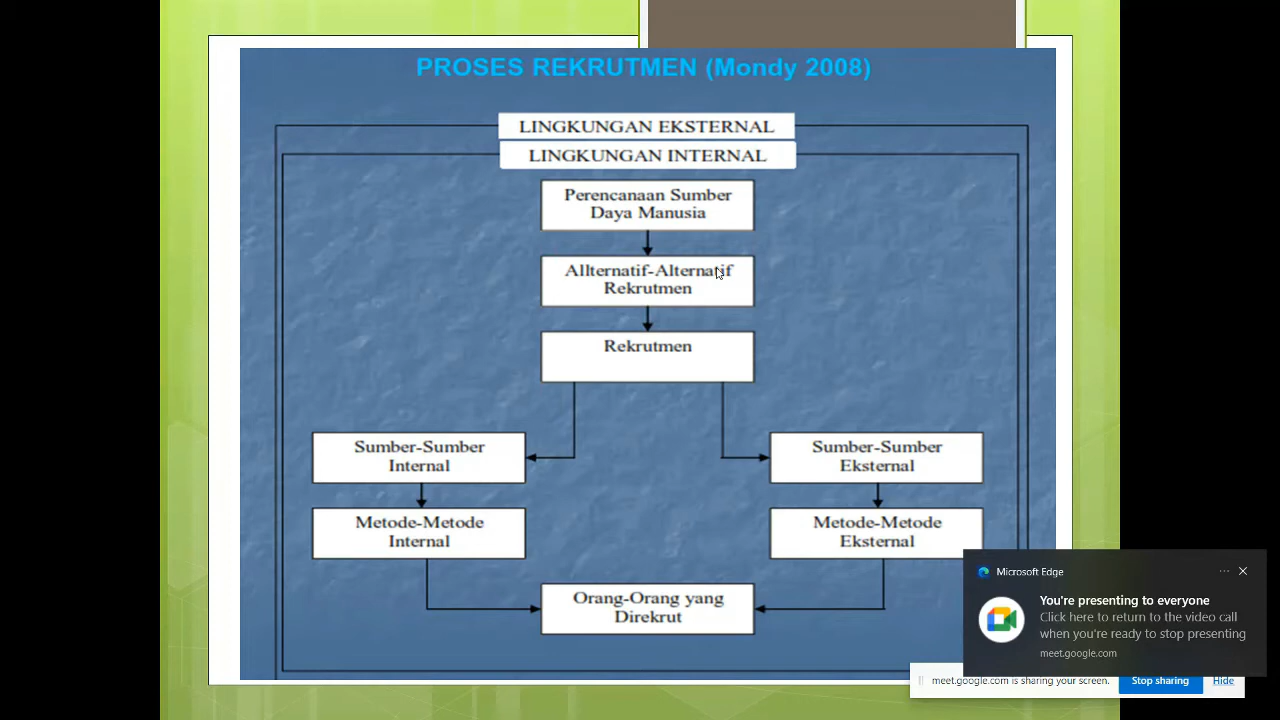 PROSES REKRUTMEN (Mondy 2008)
LINGKUNGAN EKSTERNAL
LINGKUNGAN INTERNAL
Perencanaan Sumber
Daya Manusia
Allternatif-Alternatif
Rekrutmen
Rekrutmen
Sumber-Sumber
Internal
Sumber-Sumber
Eksternal
Metode-Metode
Internal
Metode-Metode
Eksternal
Orang-Orang yang
Direkrut
Microsoft Edge
You're presenting to everyone
Click here to return to the video call
when you're ready to stop presenting
meet.google.com
meet.google.com is sharing your screen.
Stop sharing
Hide